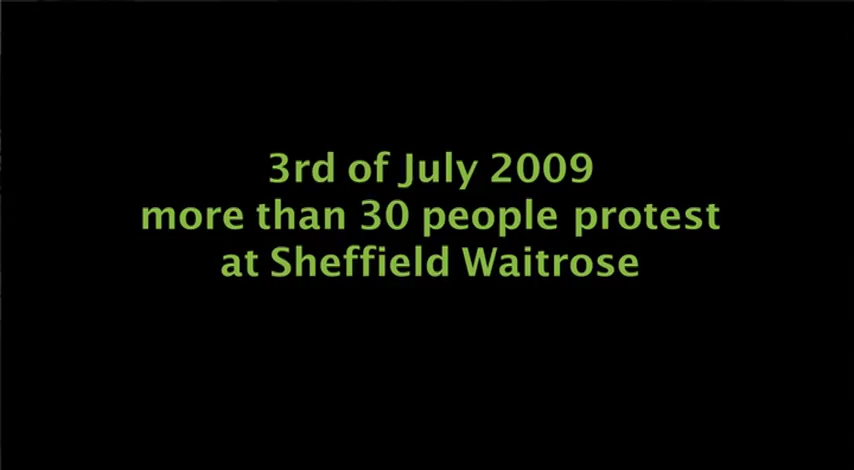 3rd of July 2009
more than 30 people protest
at Sheffield Waitrose